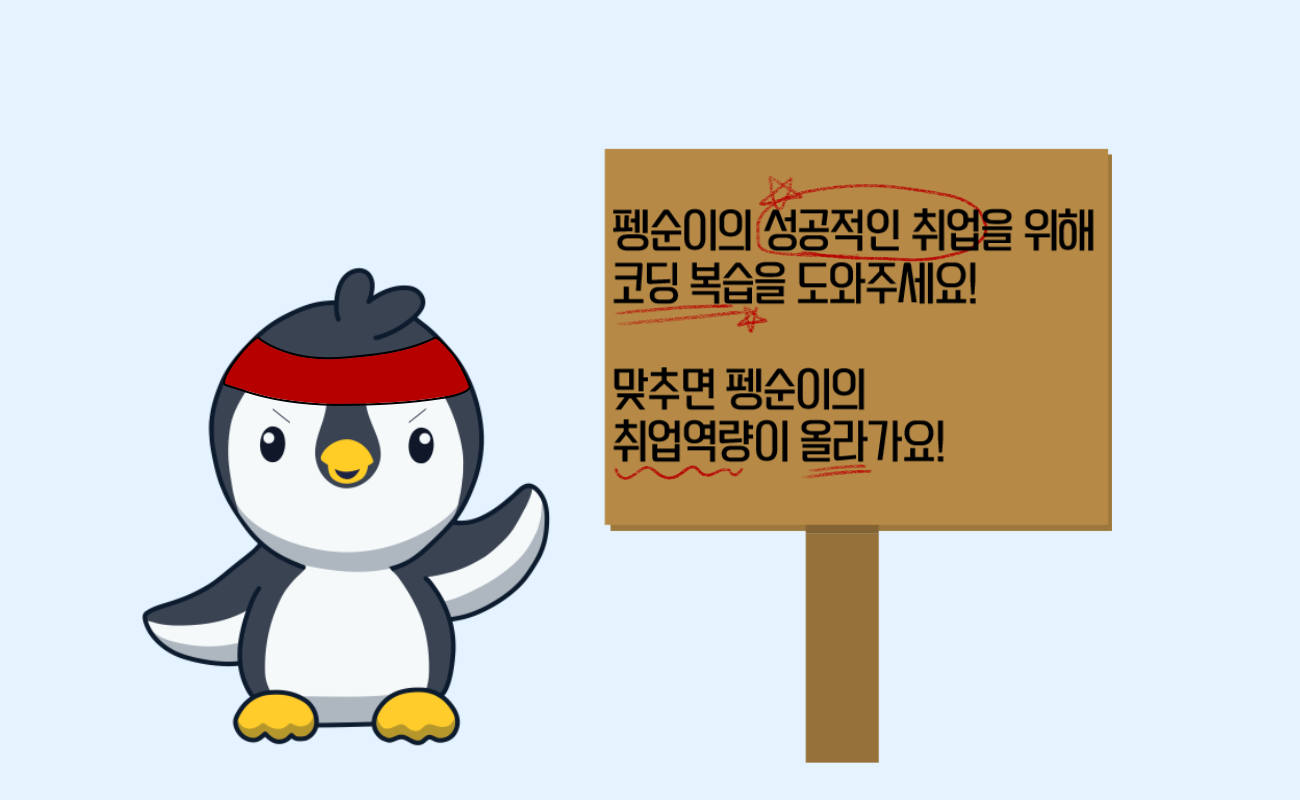 펭순이의 성공적인 취업을 위해
코딩 복습을 도와주세요!
맞추면 펭순이의
취업역량이 올라가요!